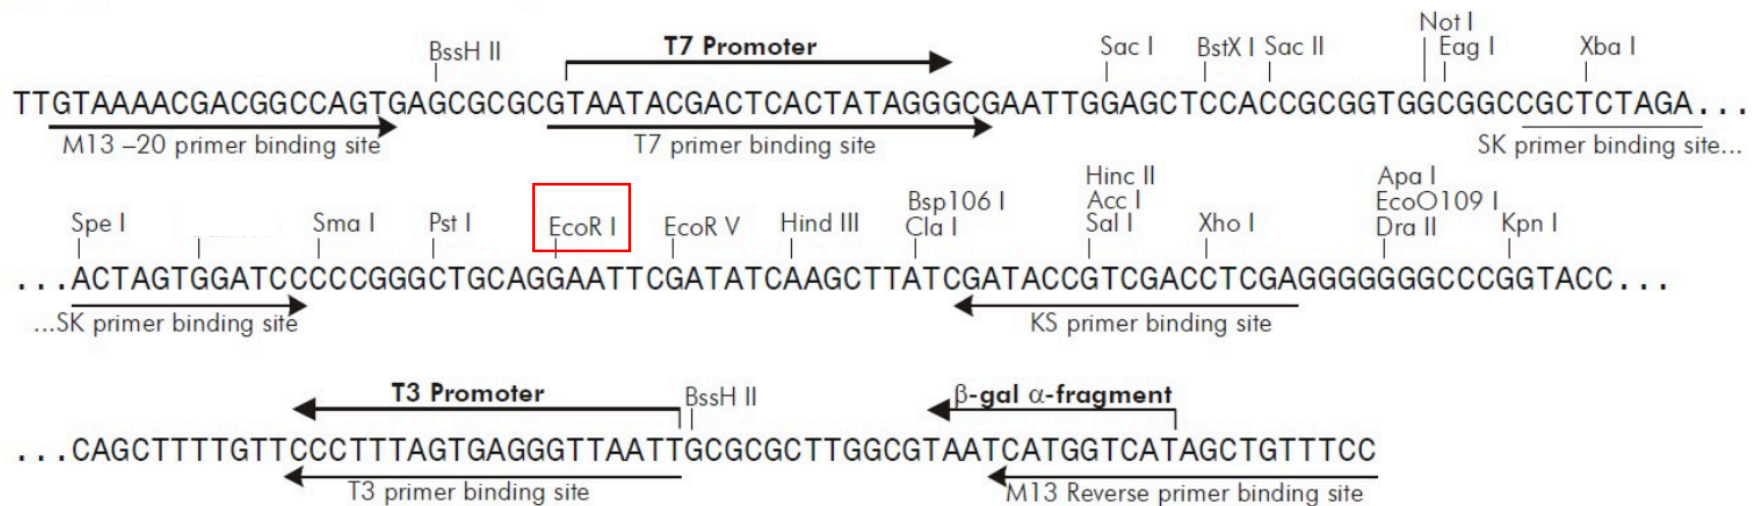 Not I
BssH II T7 Promoter Sac I BstX I Sac II Eag I Xba I
TTGTAAAACGACGGCCAGTGAGCGCGCGTAATACGACTCACTATAGGGCGAATTGGAGCTCCACCGCGGTGGCGGCCGCTCTAGA...
M13 –20 primer binding site T7 primer binding site SK primer binding site...
Hinc II Apa I
Bsp106 I Acc I EcoO109 I
Spe I Sma I Pst I EcoR I EcoR V Hind III Cla I Sal I Xho I Dra II Kpn I
...ACTAGTGGATCCCCCGGGCTGCAGGAATTCGATATCAAGCTTATCGATACCGTCGACCTCGAGGGGGGGCCCGGTACC...
...SK primer binding site KS primer binding site
T3 Promoter BssH II β-gal α-fragment
...CAGCTTTTGTTCCCTTTAGTGAGGGTTAATTGCGCGCTTGGCGTAATCATGGTCATAGCTGTTTCC
T3 primer binding site M13 Reverse primer binding site